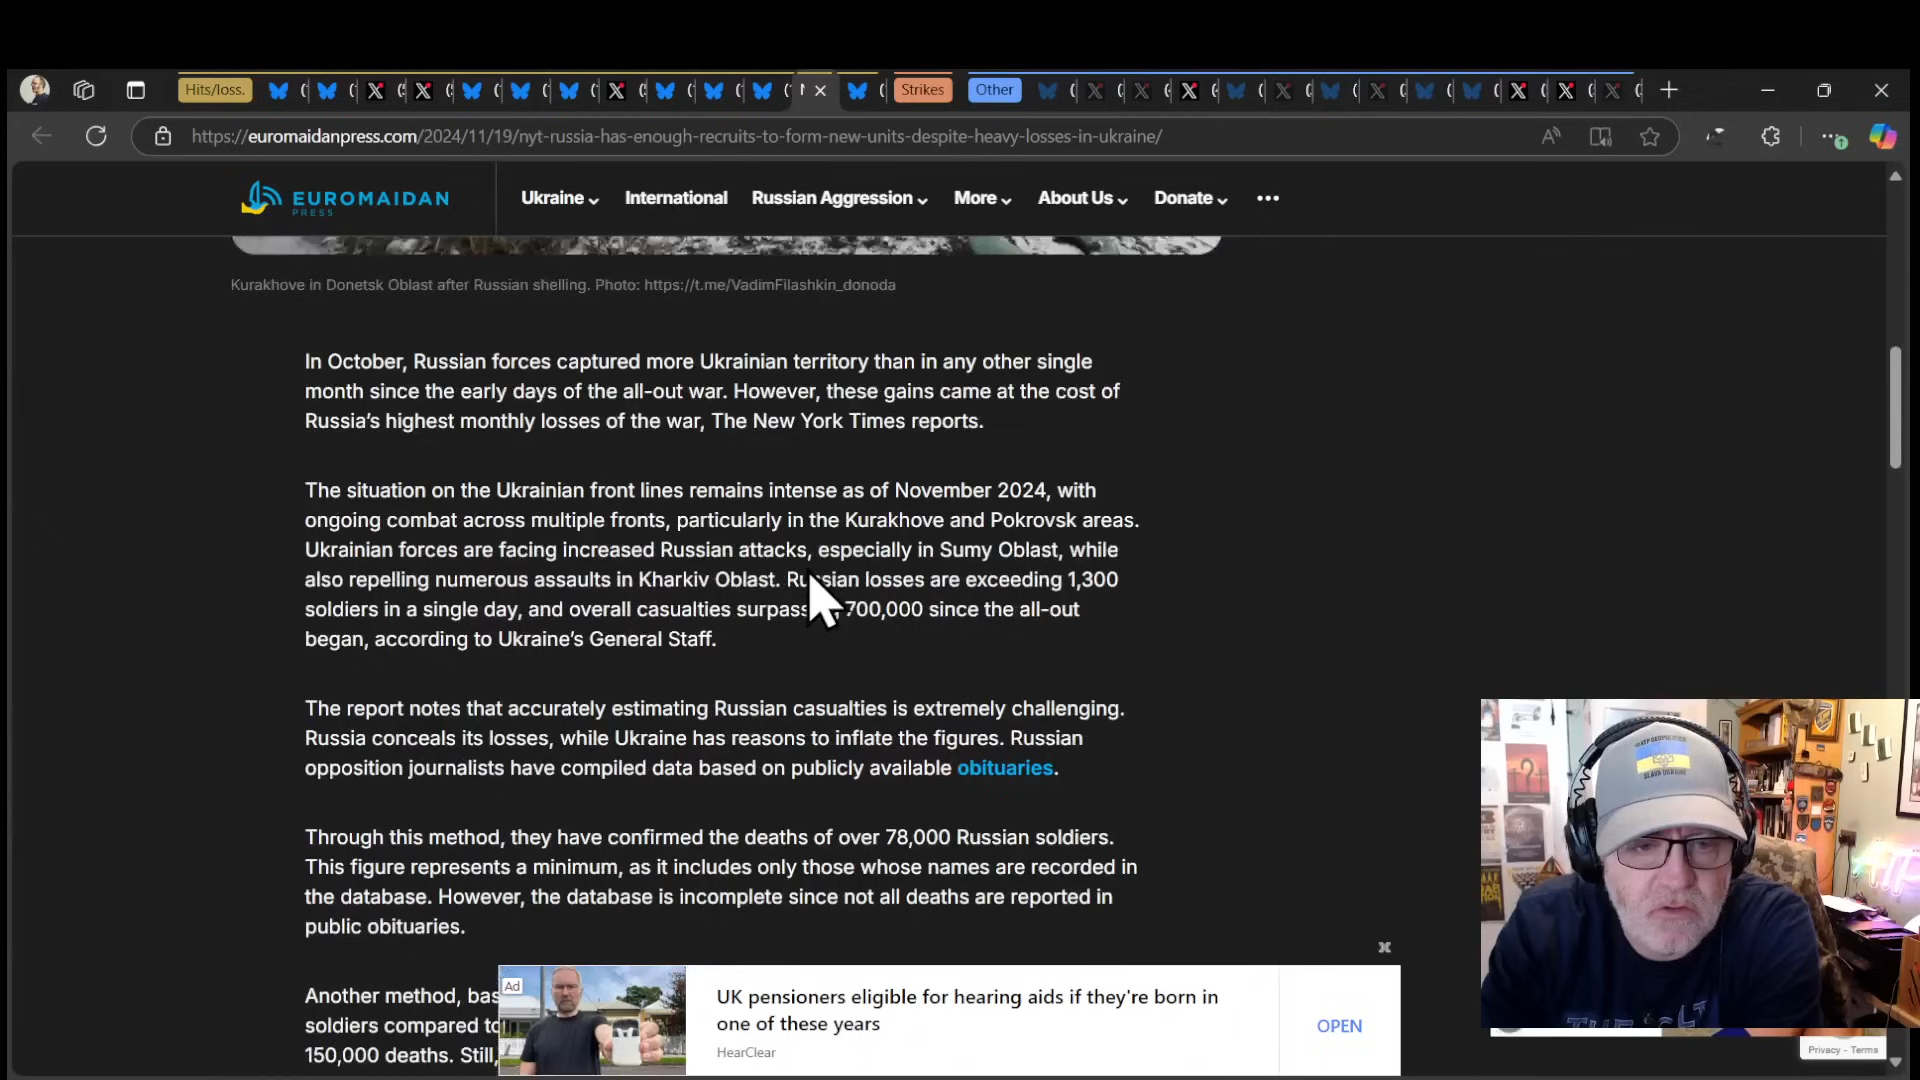 Hits/loss.
Strikes
Other
https://euromaidanpress.com/2024/11/19/nyt-russia-has-enough-recruits-to-form-new-units-despite-heavy-losses-in-ukraine/
EUROMAIDAN
PRESS
Ukraine
International
Russian Aggression
More
About Us
Donate
Kurakhove in Donetsk Oblast after Russian shelling. Photo: https://t.me/VadimFilashkin_donoda
In October, Russian forces captured more Ukrainian territory than in any other single
month since the early days of the all-out war. However, these gains came at the cost of
Russia's highest monthly losses of the war, The New York Times reports.
The situation on the Ukrainian front lines remains intense as of November 2024, with
ongoing combat across multiple fronts, particularly in the Kurakhove and Pokrovsk areas.
Ukrainian forces are facing increased Russian attacks, especially in Sumy Oblast, while
also repelling numerous assaults in Kharkiv Oblast. Russian losses are exceeding 1,300
soldiers in a single day, and overall casualties surpass 700,000 since the all-out
began, according to Ukraine's General Staff.
The report notes that accurately estimating Russian casualties is extremely challenging.
Russia conceals its losses, while Ukraine has reasons to inflate the figures. Russian
opposition journalists have compiled data based on publicly available obituaries.
Through this method, they have confirmed the deaths of over 78,000 Russian soldiers.
This figure represents a minimum, as it includes only those whose names are recorded in
the database. However, the database is incomplete since not all deaths are reported in
public obituaries.
Another method, bas
soldiers compared to
150,000 deaths. Still,
Ad
UK pensioners eligible for hearing aids if they're born in
one of these years
HearClear
OPEN
SLAVA UKRAINI
Privacy - Terms